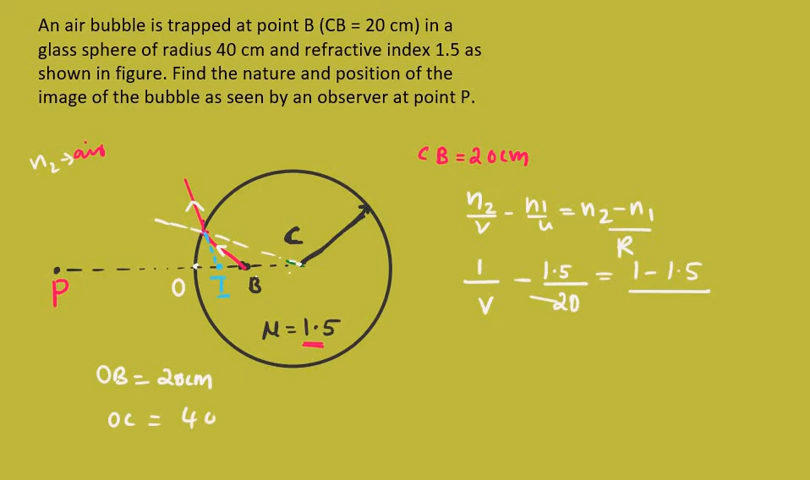 An air bubble is trapped at point B (CB = 20 cm) in a
glass sphere of radius 40 cm and refractive index 1.5 as
shown in figure. Find the nature and position of the
image of the bubble as seen by an observer at point P.
n₂→air
CB=20cm
n₂/v - n₁/u = n₂-n₁/R
1/v - 1.5/-20 = 1-1.5/
C
P
O
I
B
μ=1.5
OB = 20cm
OC = 40